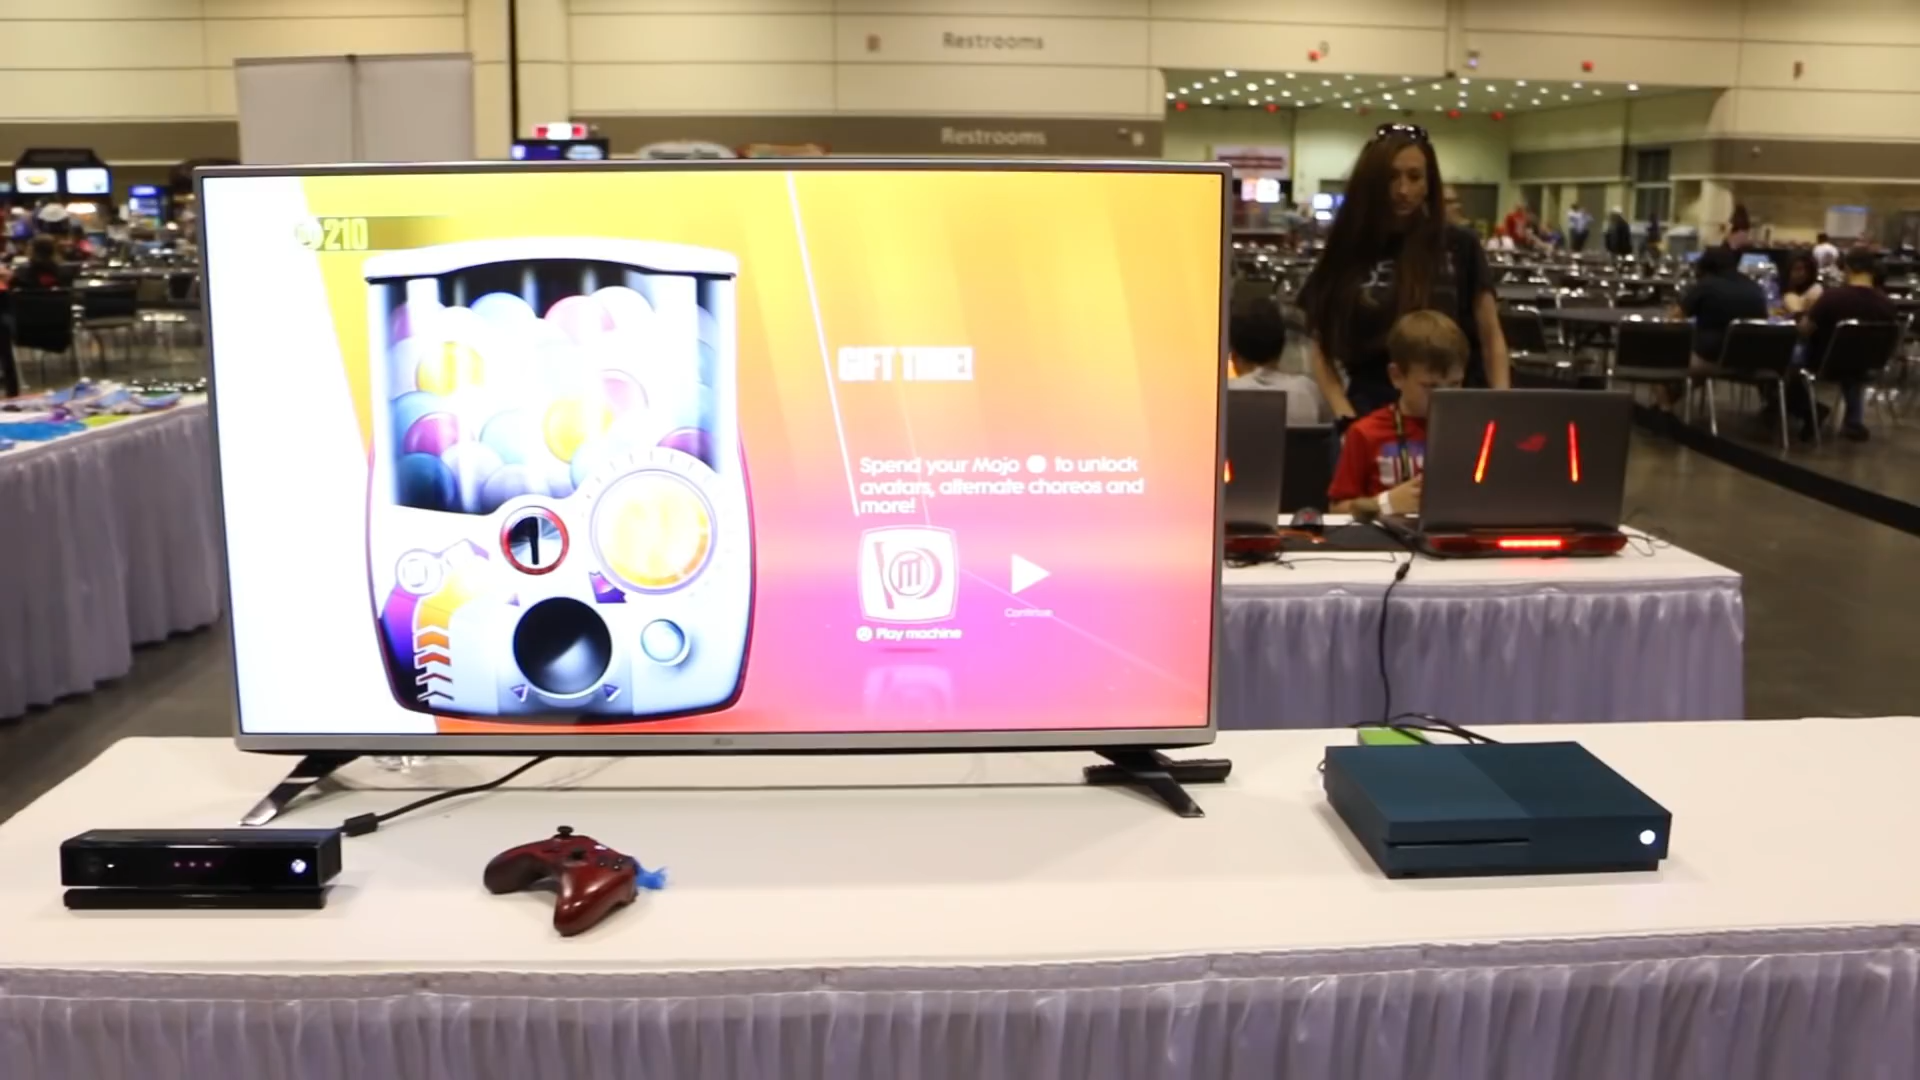 Restrooms
Restrooms
210
GIFT TIME!
Spend your Mojo to unlock
avatars, alternate choreos and
more!
Play machine
Continue